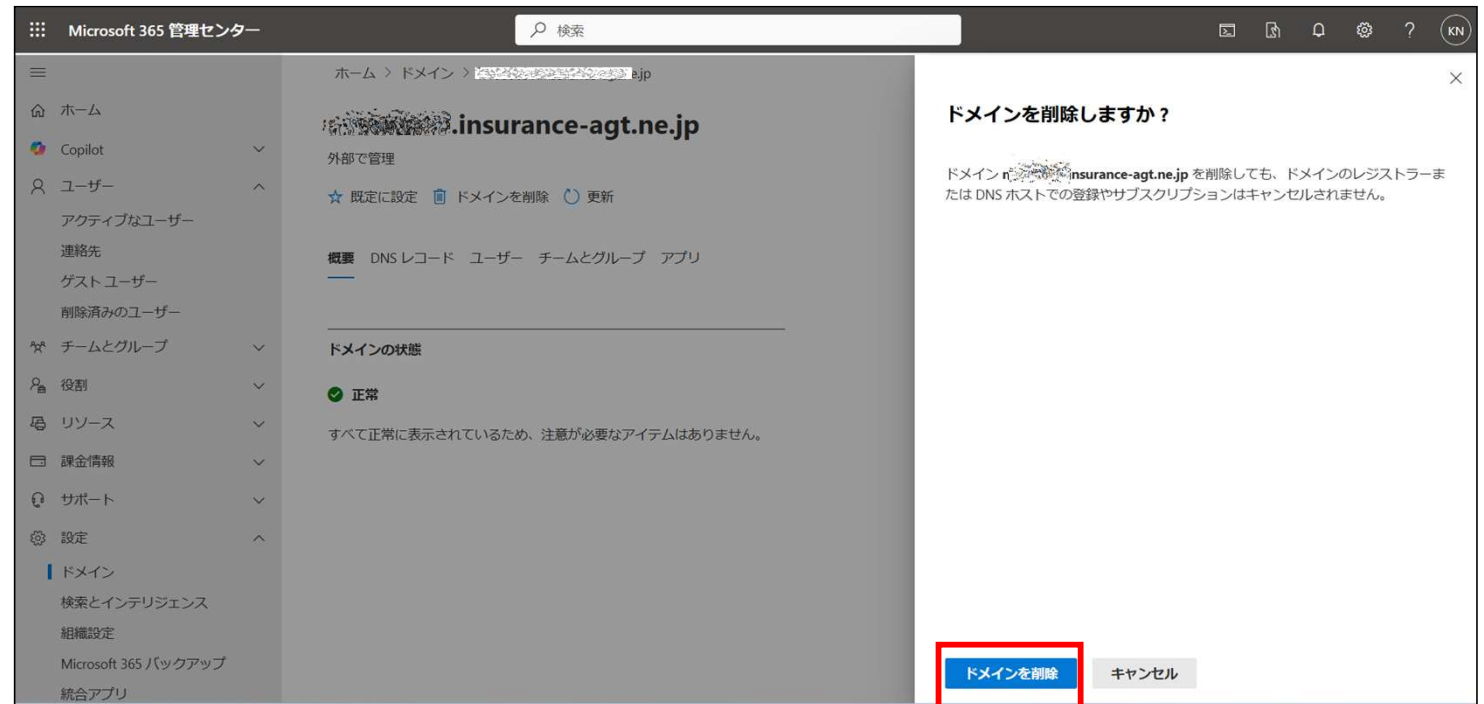 Microsoft 365 管理センター
検索
KN
ホーム > ドメイン > e.jp
ホーム
Copilot
ユーザー
アクティブなユーザー
連絡先
ゲスト ユーザー
削除済みのユーザー
チームとグループ
役割
リソース
課金情報
サポート
設定
ドメイン
検索とインテリジェンス
組織設定
Microsoft 365 バックアップ
統合アプリ
.insurance-agt.ne.jp
外部で管理
既定に設定 ドメインを削除 更新
概要 DNS レコード ユーザー チームとグループ アプリ
ドメインの状態
正常
すべて正常に表示されているため、注意が必要なアイテムはありません。
ドメインを削除しますか?
ドメイン nsurance-agt.ne.jp を削除しても、ドメインのレジストラーま
たは DNS ホストでの登録やサブスクリプションはキャンセルされません。
ドメインを削除 キャンセル